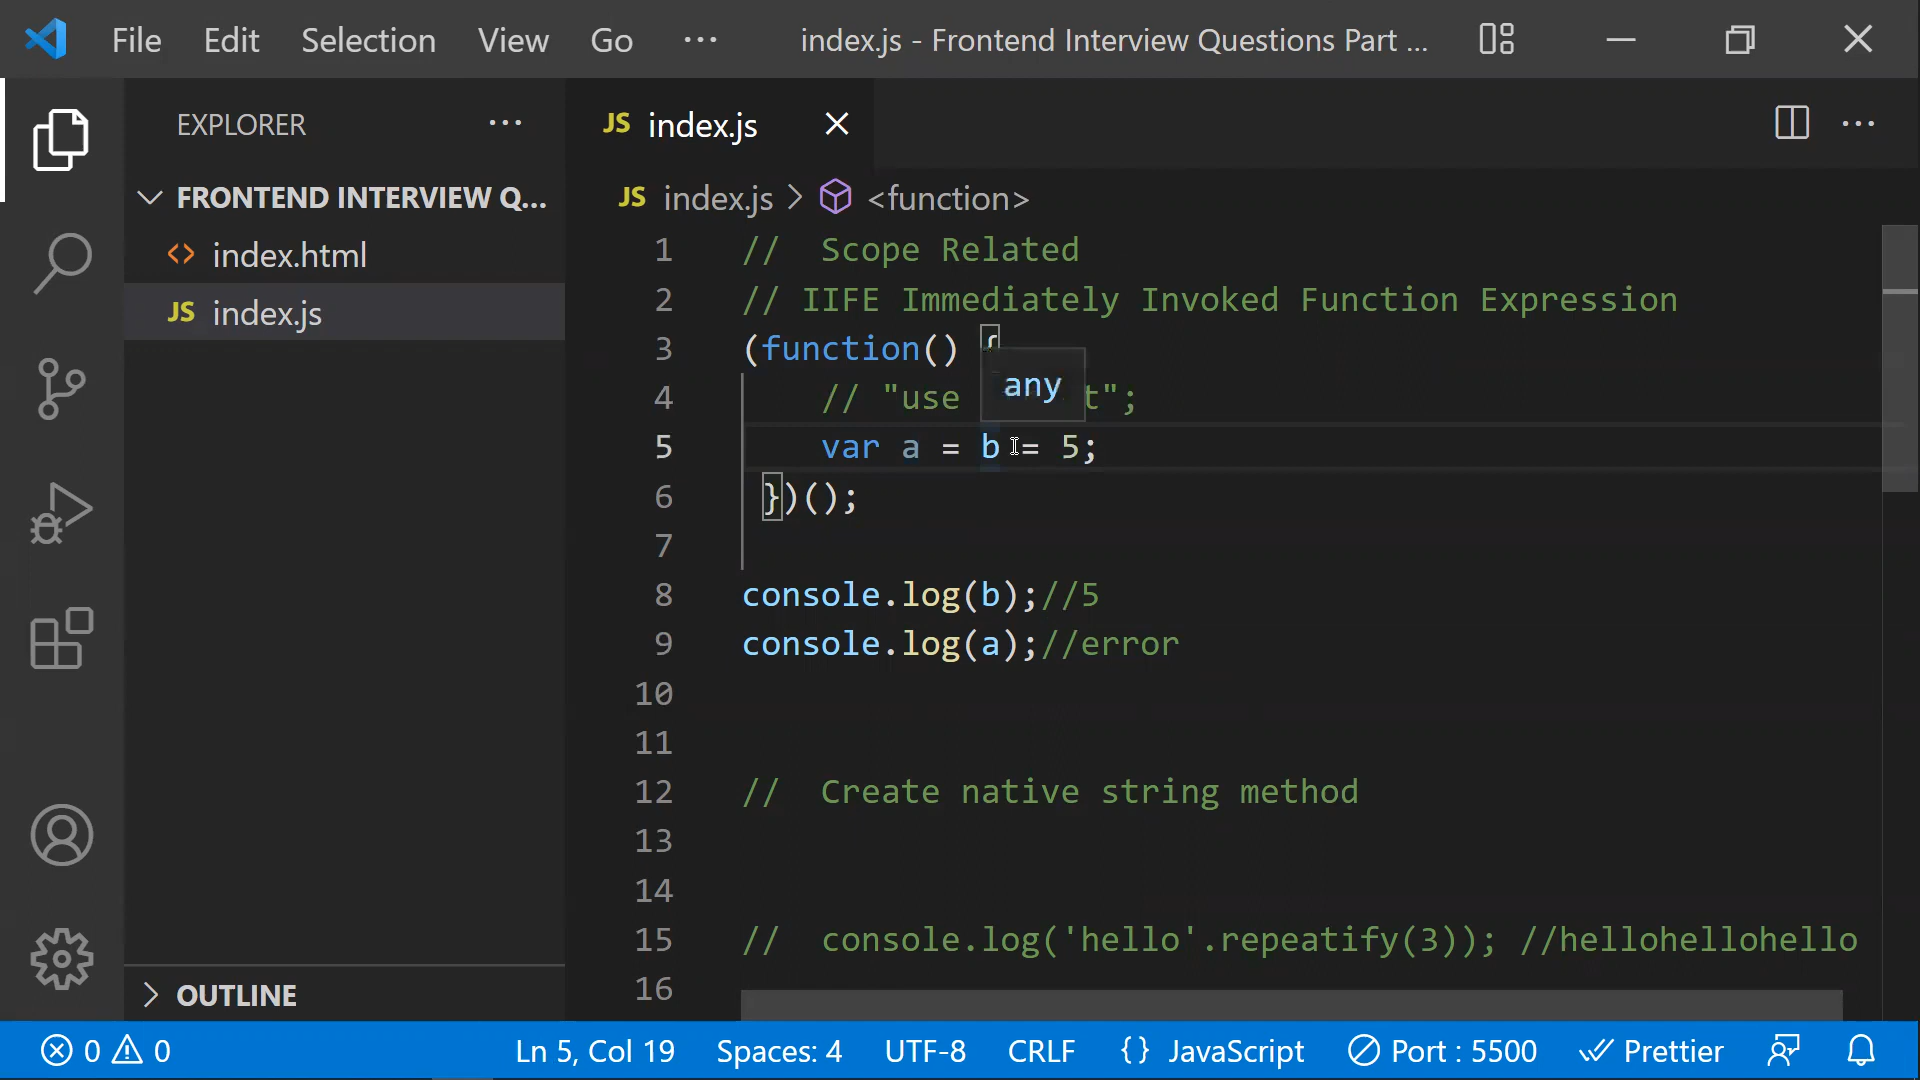 File Edit Selection View Go ··· index.js - Frontend Interview Questions Part ...
EXPLORER ···
FRONTEND INTERVIEW Q...
<> index.html
JS index.js
OUTLINE
JS index.js
JS index.js > <function>
1 //  Scope Related
2 // IIFE Immediately Invoked Function Expression
3 (function() {
any
4     // "use t";
5     var a = b = 5;
6  })();
7
8 console.log(b);//5
9 console.log(a);//error
10
11
12 //  Create native string method
13
14
15 //  console.log('hello'.repeatify(3)); //hellohellohello
16
0 0 Ln 5, Col 19 Spaces: 4 UTF-8 CRLF {} JavaScript Port : 5500 Prettier